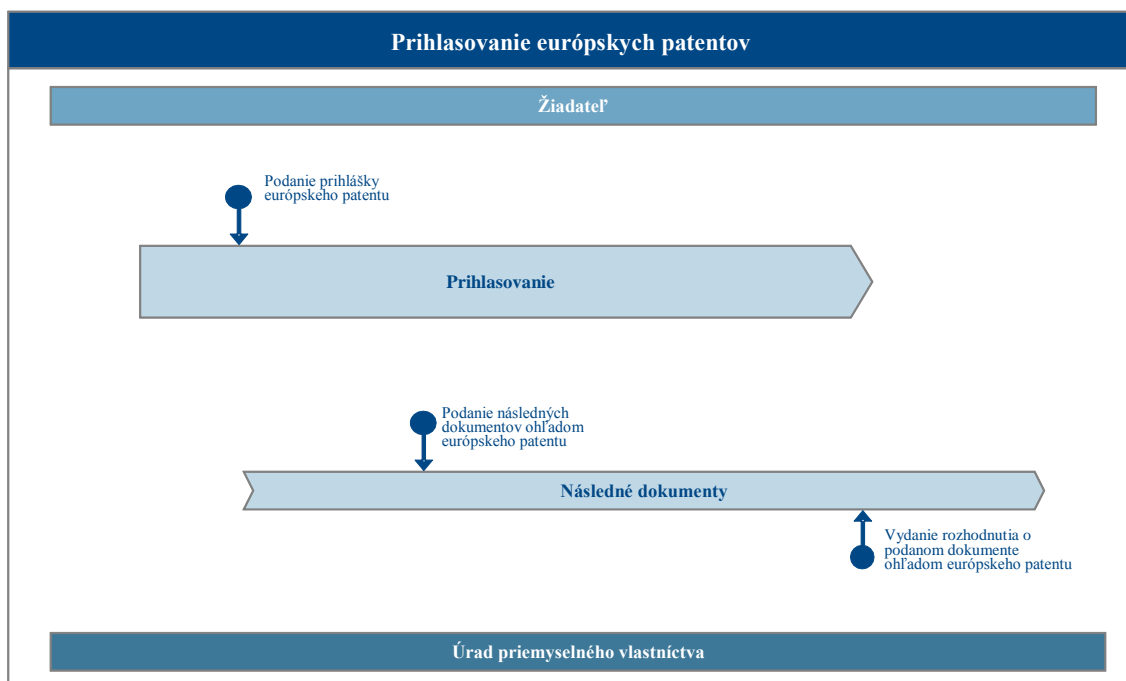 Prihlasovanie európskych patentov
Žiadateľ
Podanie prihlášky
európskeho patentu
Prihlasovanie
Podanie následných
dokumentov ohľadom
európskeho patentu
Následné dokumenty
Vydanie rozhodnutia o
podanom dokumente
ohľadom európskeho patentu
Úrad priemyselného vlastníctva